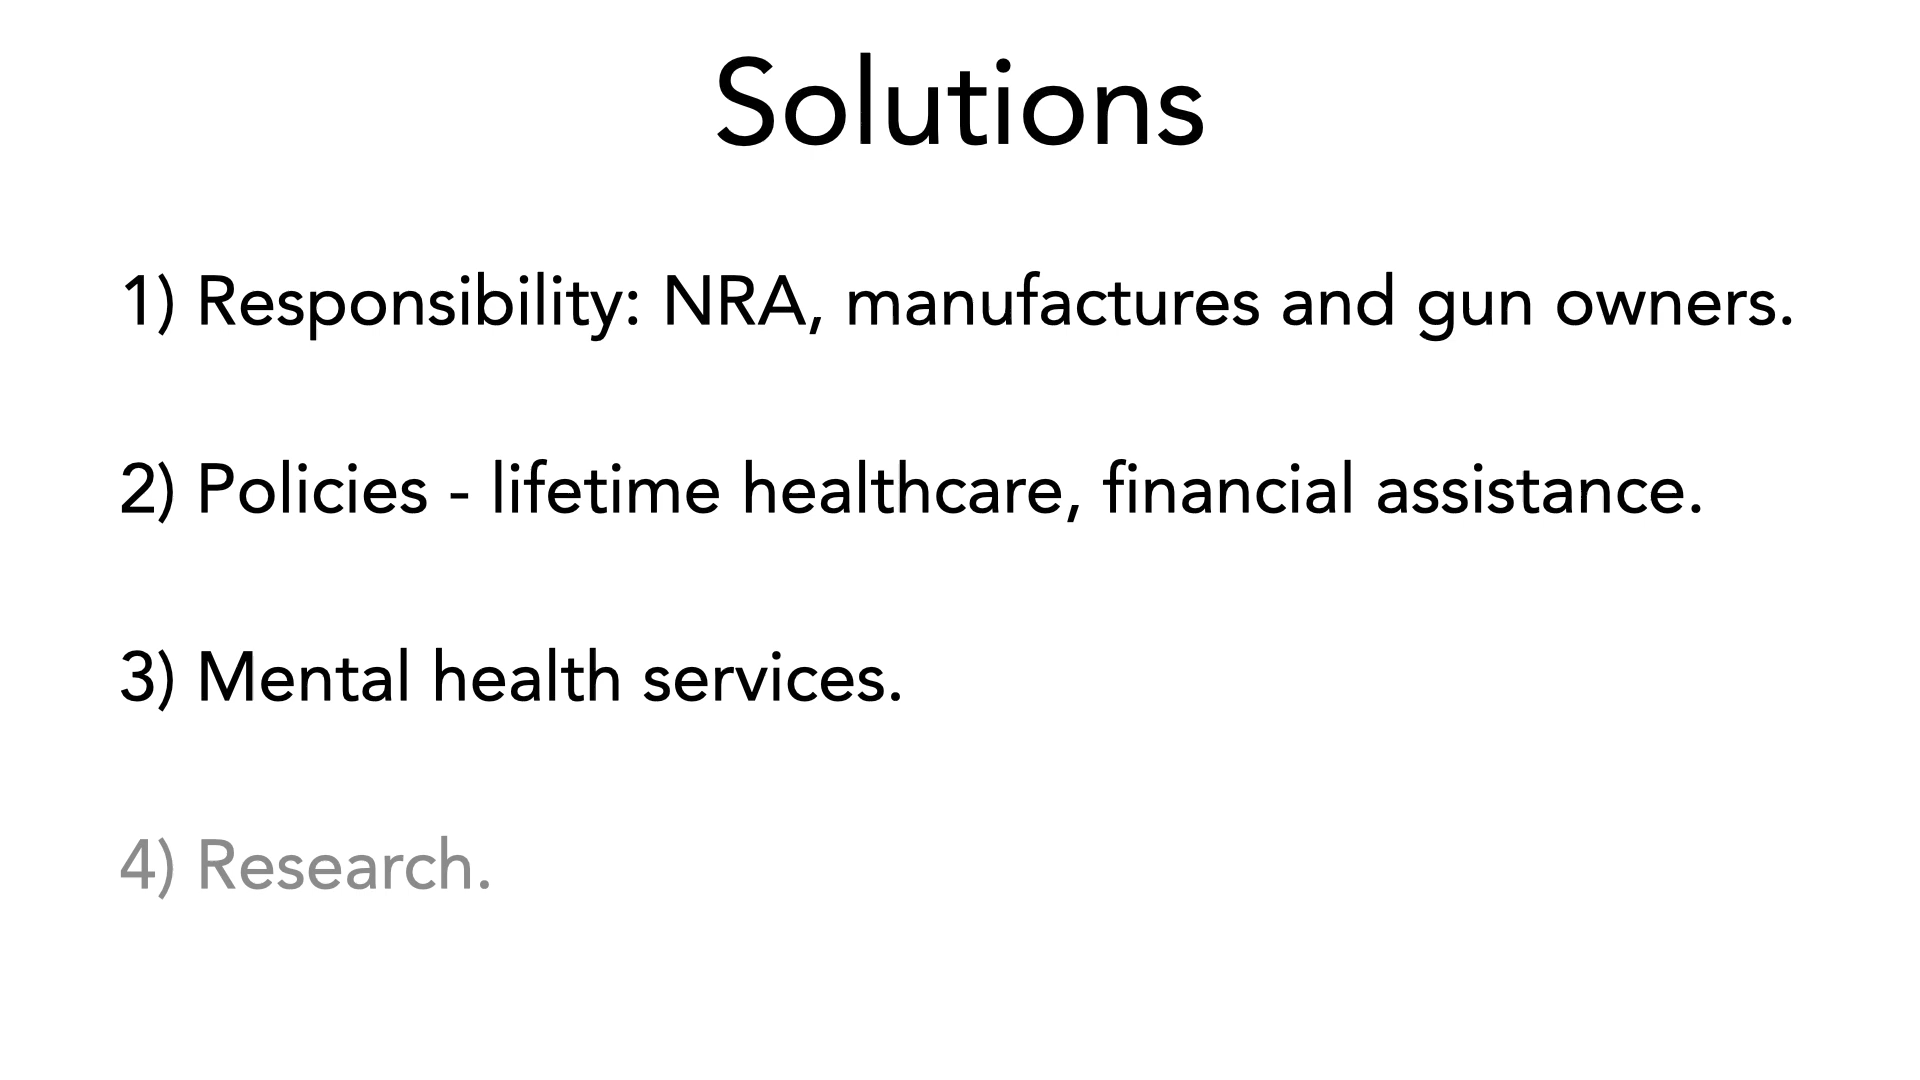 Solutions
1) Responsibility: NRA, manufactures and gun owners.
2) Policies - lifetime healthcare, financial assistance.
3) Mental health services.
4) Research.